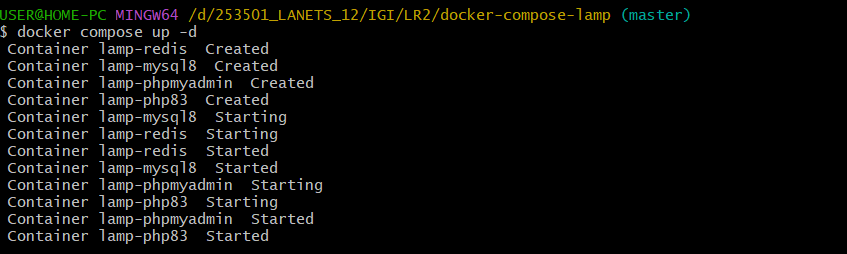 USER@HOME-PC MINGW64 /d/253501_LANETS_12/IGI/LR2/docker-compose-lamp (master)
$ docker compose up -d
Container lamp-redis  Created
Container lamp-mysql8  Created
Container lamp-phpmyadmin  Created
Container lamp-php83  Created
Container lamp-mysql8  Starting
Container lamp-redis  Starting
Container lamp-redis  Started
Container lamp-mysql8  Started
Container lamp-phpmyadmin  Starting
Container lamp-php83  Starting
Container lamp-phpmyadmin  Started
Container lamp-php83  Started